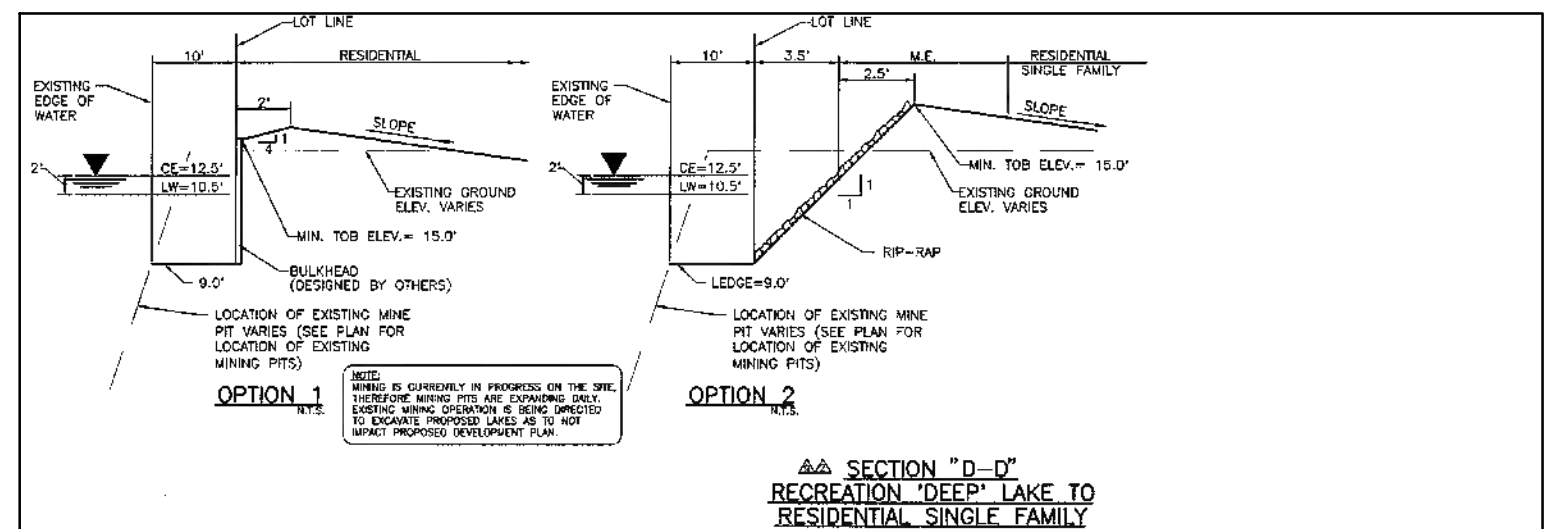 LOT LINE
10'
RESIDENTIAL
EXISTING
EDGE OF
WATER
2'
SLOPE
1
4
2'
CE=12.5'
LW=10.5'
EXISTING GROUND
ELEV. VARIES
MIN. TOB ELEV.= 15.0'
BULKHEAD
(DESIGNED BY OTHERS)
9.0'
LOCATION OF EXISTING MINE
PIT VARIES (SEE PLAN FOR
LOCATION OF EXISTING
MINING PITS)
OPTION 1
N.T.S.
NOTE:
MINING IS CURRENTLY IN PROGRESS ON THE SITE,
THEREFORE MINING PITS ARE EXPANDING DAILY.
EXISTING MINING OPERATION IS BEING DIRECTED
TO EXCAVATE PROPOSED LAKES AS TO NOT
IMPACT PROPOSED DEVELOPMENT PLAN.
LOT LINE
10'
3.5'
M.E.
RESIDENTIAL
SINGLE FAMILY
2.5'
EXISTING
EDGE OF
WATER
SLOPE
2'
CE=12.5'
LW=10.5'
MIN. TOB ELEV.= 15.0'
1
1
EXISTING GROUND
ELEV. VARIES
RIP-RAP
LEDGE=9.0'
LOCATION OF EXISTING MINE
PIT VARIES (SEE PLAN FOR
LOCATION OF EXISTING
MINING PITS)
OPTION 2
N.T.S.
SECTION "D-D"
RECREATION 'DEEP' LAKE TO
RESIDENTIAL SINGLE FAMILY